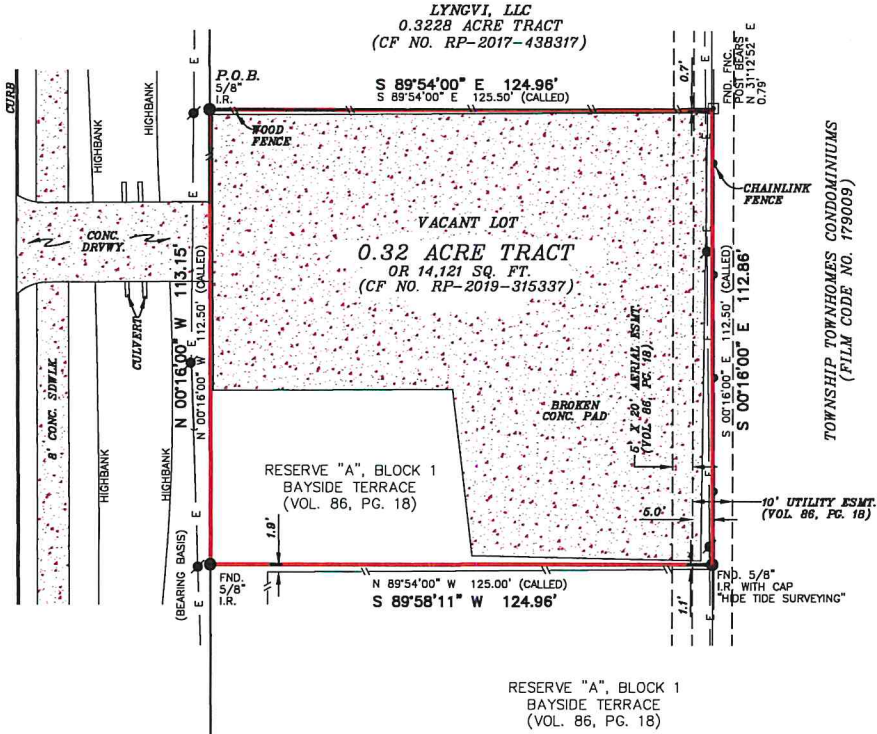 LYNGVI, LLC
0.3228 ACRE TRACT
(CF NO. RP-2017-438317)
P.O.B.
5/8"
I.R.
S 89°54'00" E 124.96'
S 89°54'00" E 125.50' (CALLED)
0.7'
FND. FNC.
POST BEARS
N 31°12'52" E
0.79'
E
E
E
CURB
HIGHBANK
HIGHBANK
WOOD
FENCE
CHAINLINK
FENCE
VACANT LOT
0.32 ACRE TRACT
OR 14,121 SQ. FT.
(CF NO. RP-2019-315337)
CONC.
DRVWY.
CULVERT
N 00°16'00" W 113.15'
N 00°16'00" W 112.50' (CALLED)
S 00°16'00" E 112.50' (CALLED)
S 00°16'00" E 112.86'
TOWNSHIP TOWNHOMES CONDOMINIUMS
(FILM CODE NO. 179009)
8' CONC. SDWLK.
HIGHBANK
HIGHBANK
BROKEN
CONC. PAD
5' X 20' AERIAL ESMT.
(VOL. 86, PG. 18)
RESERVE "A", BLOCK 1
BAYSIDE TERRACE
(VOL. 86, PG. 18)
10' UTILITY ESMT.
(VOL. 86, PG. 18)
5.0'
1.9'
(BEARING BASIS)
FND.
5/8"
I.R.
N 89°54'00" W 125.00' (CALLED)
S 89°58'11" W 124.96'
1.1'
FND. 5/8"
I.R. WITH CAP
"HIDE TIDE SURVEYING"
RESERVE "A", BLOCK 1
BAYSIDE TERRACE
(VOL. 86, PG. 18)